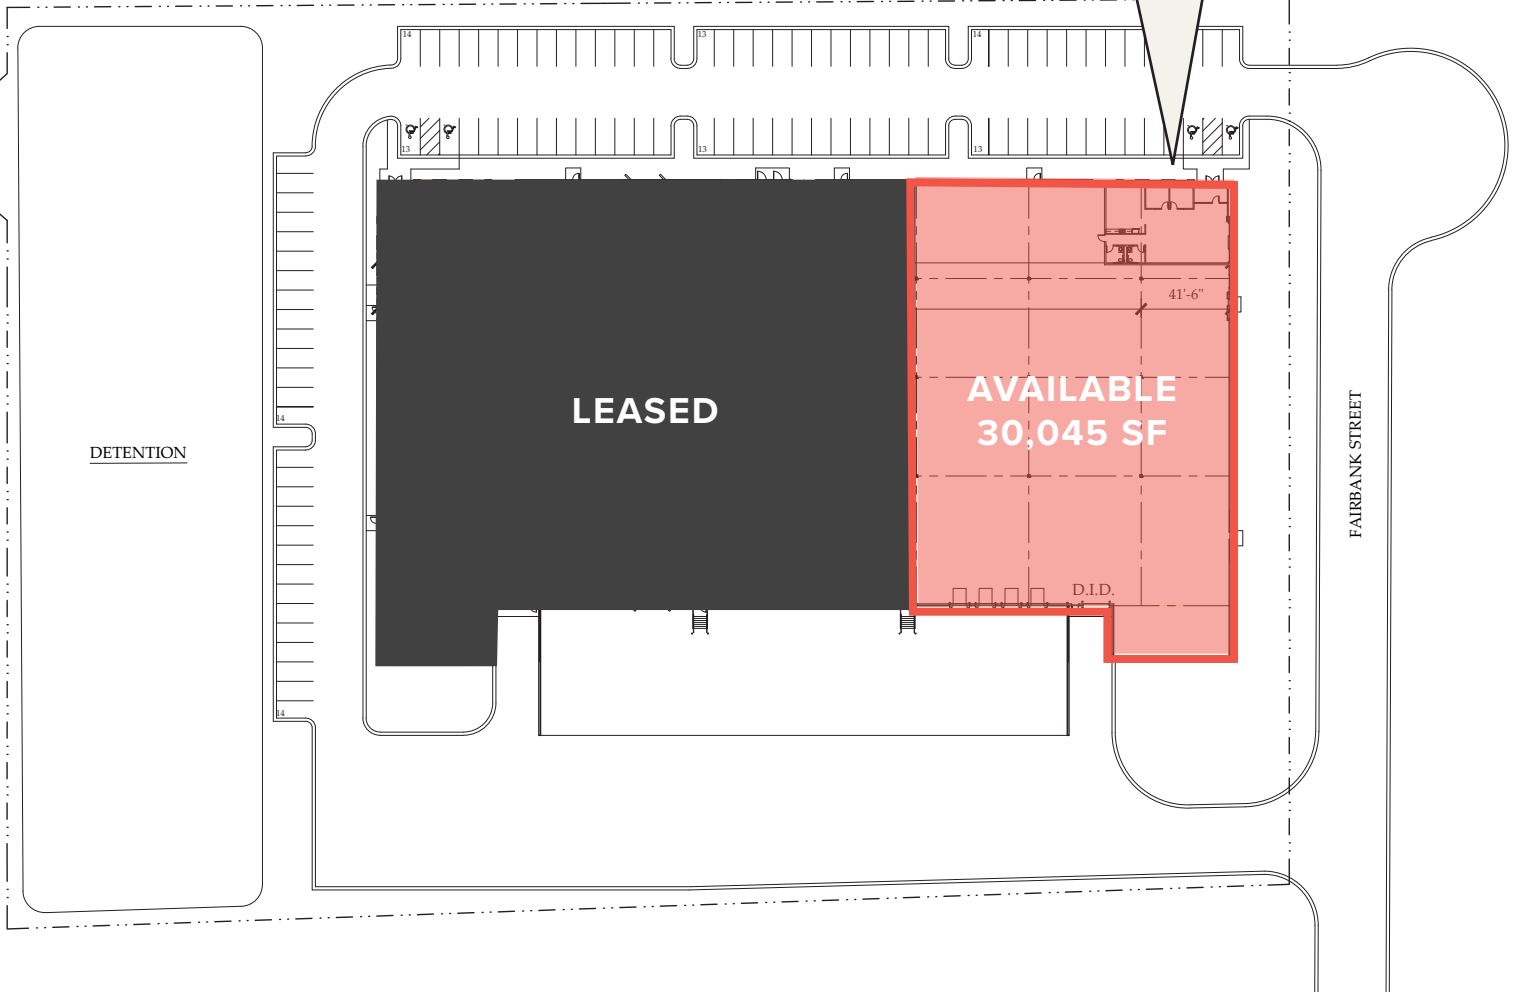 14
13
14
13
13
13
41'-6"
AVAILABLE
30,045 SF
LEASED
14
DETENTION
FAIRBANK STREET
D.I.D.
14